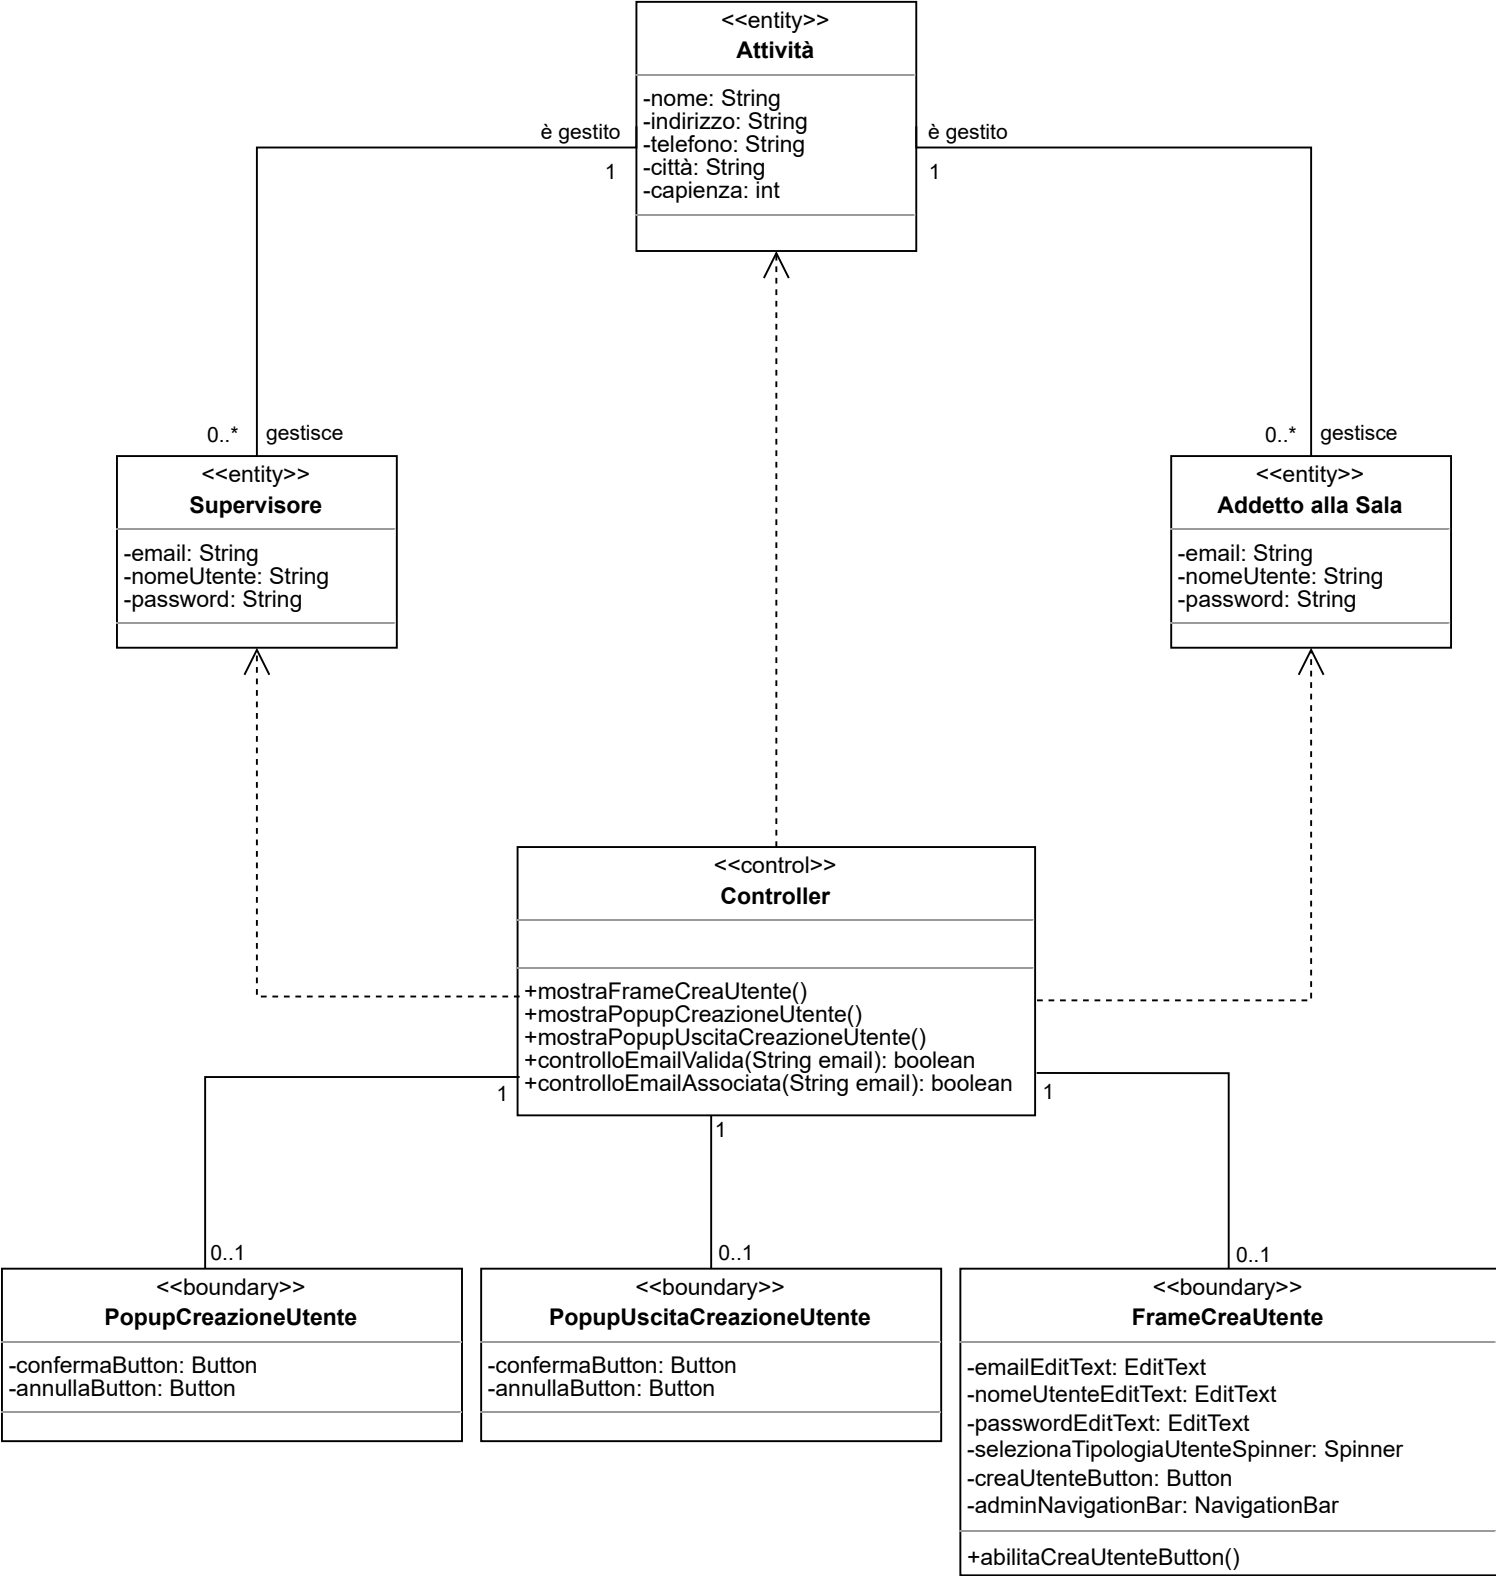 <<entity>>
Attività
-nome: String
-indirizzo: String
-telefono: String
-città: String
-capienza: int
è gestito
1
è gestito
1
0..* gestisce
0..* gestisce
<<entity>>
Supervisore
-email: String
-nomeUtente: String
-password: String
<<entity>>
Addetto alla Sala
-email: String
-nomeUtente: String
-password: String
<<control>>
Controller
+mostraFrameCreaUtente()
+mostraPopupCreazioneUtente()
+mostraPopupUscitaCreazioneUtente()
+controlloEmailValida(String email): boolean
+controlloEmailAssociata(String email): boolean
1
1
1
0..1
0..1
0..1
<<boundary>>
PopupCreazioneUtente
-confermaButton: Button
-annullaButton: Button
<<boundary>>
PopupUscitaCreazioneUtente
-confermaButton: Button
-annullaButton: Button
<<boundary>>
FrameCreaUtente
-emailEditText: EditText
-nomeUtenteEditText: EditText
-passwordEditText: EditText
-selezionaTipologiaUtenteSpinner: Spinner
-creaUtenteButton: Button
-adminNavigationBar: NavigationBar
+abilitaCreaUtenteButton()